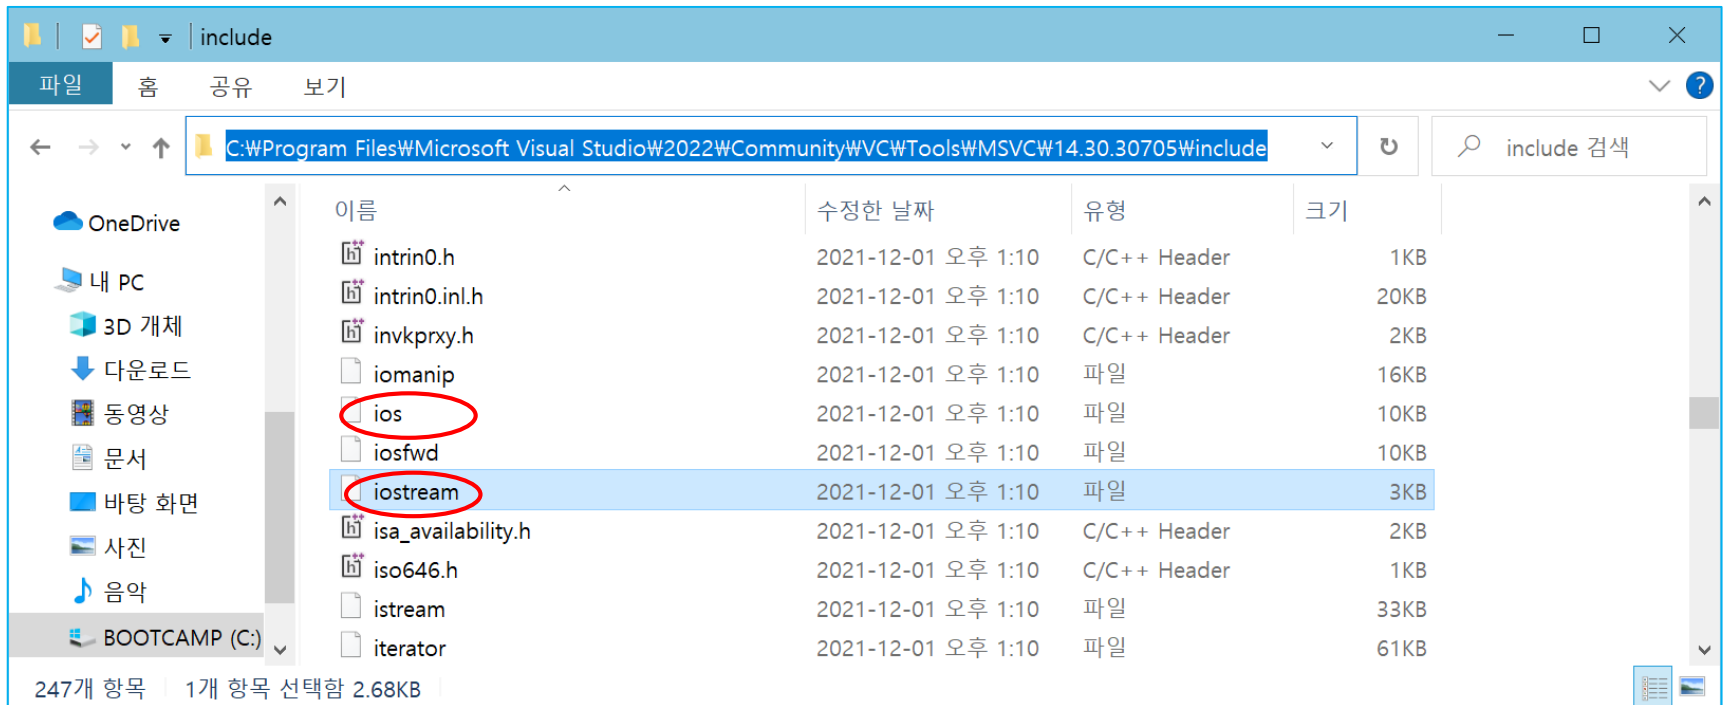 include
파일 홈 공유 보기
?
C:₩Program Files₩Microsoft Visual Studio₩2022₩Community₩VC₩Tools₩MSVC₩14.30.30705₩include
include 검색
OneDrive
내 PC
3D 개체
다운로드
동영상
문서
바탕 화면
사진
음악
BOOTCAMP (C:)
이름 수정한 날짜 유형 크기
intrin0.h 2021-12-01 오후 1:10 C/C++ Header 1KB
intrin0.inl.h 2021-12-01 오후 1:10 C/C++ Header 20KB
invkprxy.h 2021-12-01 오후 1:10 C/C++ Header 2KB
iomanip 2021-12-01 오후 1:10 파일 16KB
ios 2021-12-01 오후 1:10 파일 10KB
iosfwd 2021-12-01 오후 1:10 파일 10KB
iostream 2021-12-01 오후 1:10 파일 3KB
isa_availability.h 2021-12-01 오후 1:10 C/C++ Header 2KB
iso646.h 2021-12-01 오후 1:10 C/C++ Header 1KB
istream 2021-12-01 오후 1:10 파일 33KB
iterator 2021-12-01 오후 1:10 파일 61KB
247개 항목 1개 항목 선택함 2.68KB